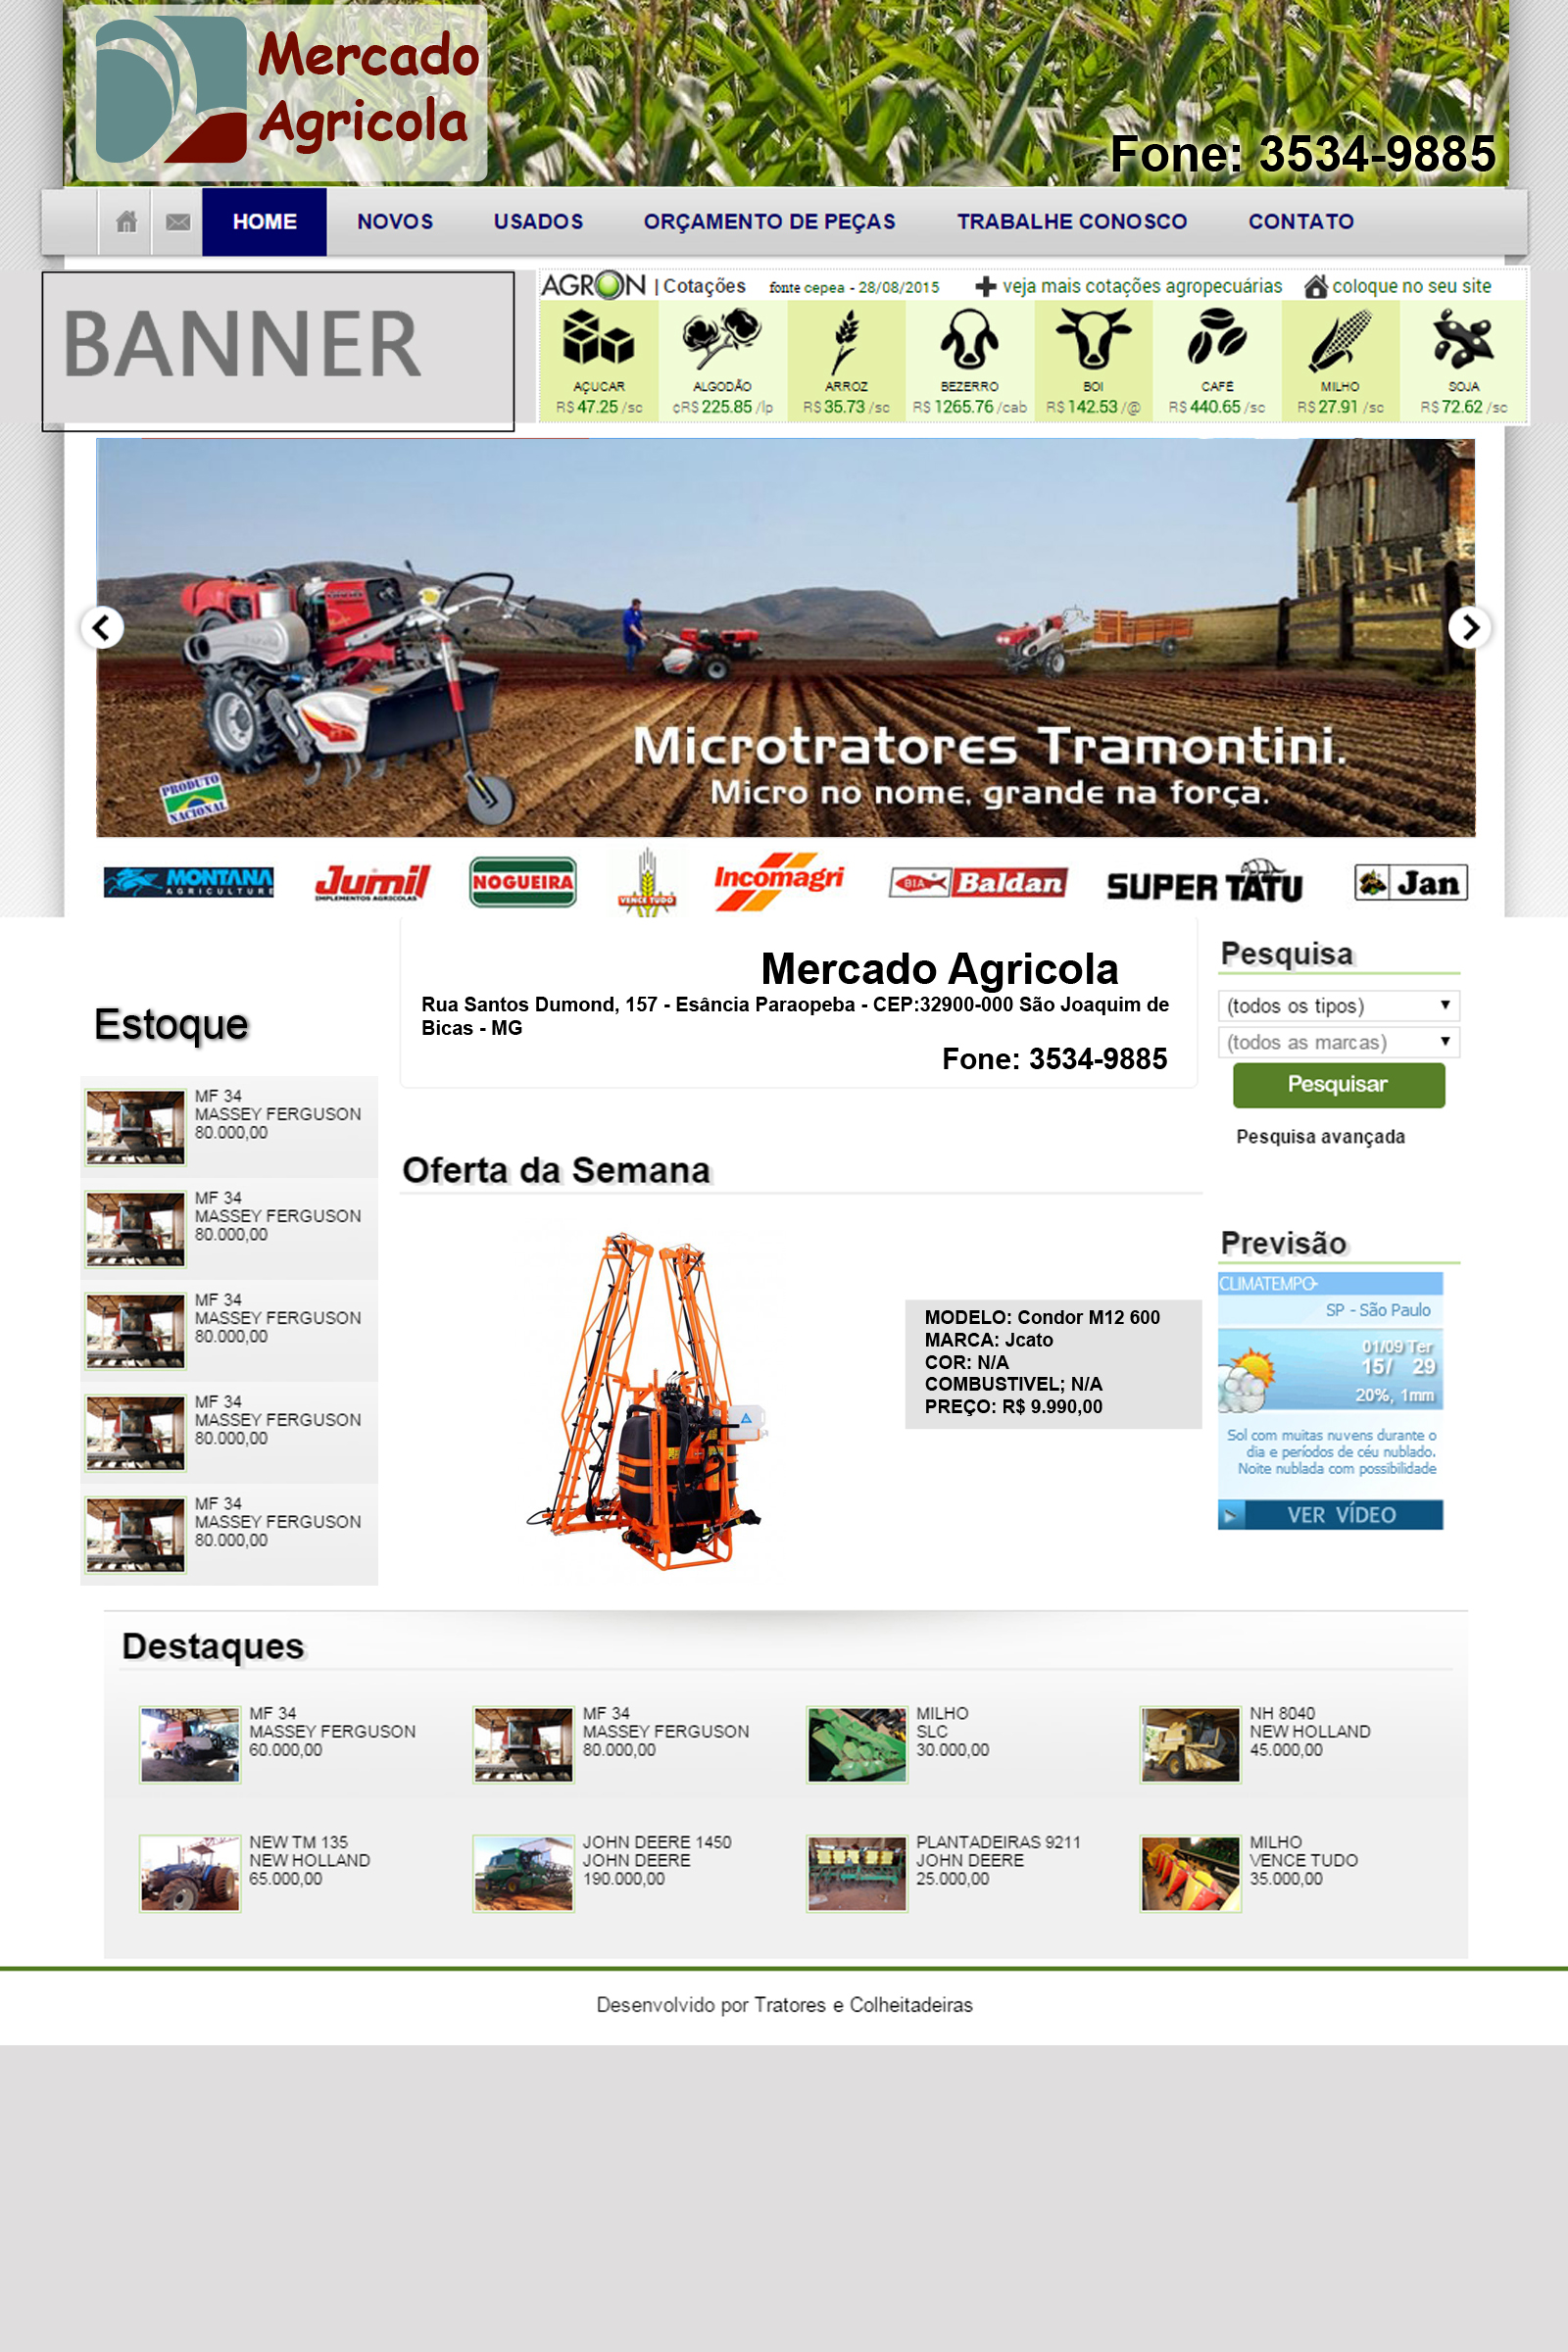 Mercado
Agricola
Fone: 3534-9885
HOME NOVOS USADOS ORÇAMENTO DE PEÇAS TRABALHE CONOSCO CONTATO
BANNER
AGRON | Cotações fonte cepea - 28/08/2015 veja mais cotações agropecuárias coloque no seu site
AÇUCAR ALGODÃO ARROZ BEZERRO BOI CAFÉ MILHO SOJA
R$ 47.25 /sc ¢R$ 225.85 /lp R$ 35.73 /sc R$ 1265.76 /cab R$ 142.53 /@ R$ 440.65 /sc R$ 27.91 /sc R$ 72.62 /sc
Microtratores Tramontini.
Micro no nome, grande na força.
PRODUTO
NACIONAL
MONTANA
AGRICULTURE
Jumil
IMPLEMENTOS AGRICOLAS
NOGUEIRA
VENCE TUDO
Incomagri
BIA Baldan
SUPER TATU
Jan
Mercado Agricola
Rua Santos Dumond, 157 - Esância Paraopeba - CEP:32900-000 São Joaquim de
Bicas - MG
Fone: 3534-9885
Estoque
MF 34
MASSEY FERGUSON
80.000,00
MF 34
MASSEY FERGUSON
80.000,00
MF 34
MASSEY FERGUSON
80.000,00
MF 34
MASSEY FERGUSON
80.000,00
MF 34
MASSEY FERGUSON
80.000,00
Oferta da Semana
MODELO: Condor M12 600
MARCA: Jcato
COR: N/A
COMBUSTIVEL; N/A
PREÇO: R$ 9.990,00
Pesquisa
(todos os tipos)
(todos as marcas)
Pesquisar
Pesquisa avançada
Previsão
CLIMATEMPO
SP - São Paulo
01/09 Ter
15/ 29
20%, 1mm
Sol com muitas nuvens durante o
dia e períodos de céu nublado.
Noite nublada com possibilidade
VER VÍDEO
Destaques
MF 34
MASSEY FERGUSON
60.000,00
MF 34
MASSEY FERGUSON
80.000,00
MILHO
SLC
30.000,00
NH 8040
NEW HOLLAND
45.000,00
NEW TM 135
NEW HOLLAND
65.000,00
JOHN DEERE 1450
JOHN DEERE
190.000,00
PLANTADEIRAS 9211
JOHN DEERE
25.000,00
MILHO
VENCE TUDO
35.000,00
Desenvolvido por Tratores e Colheitadeiras